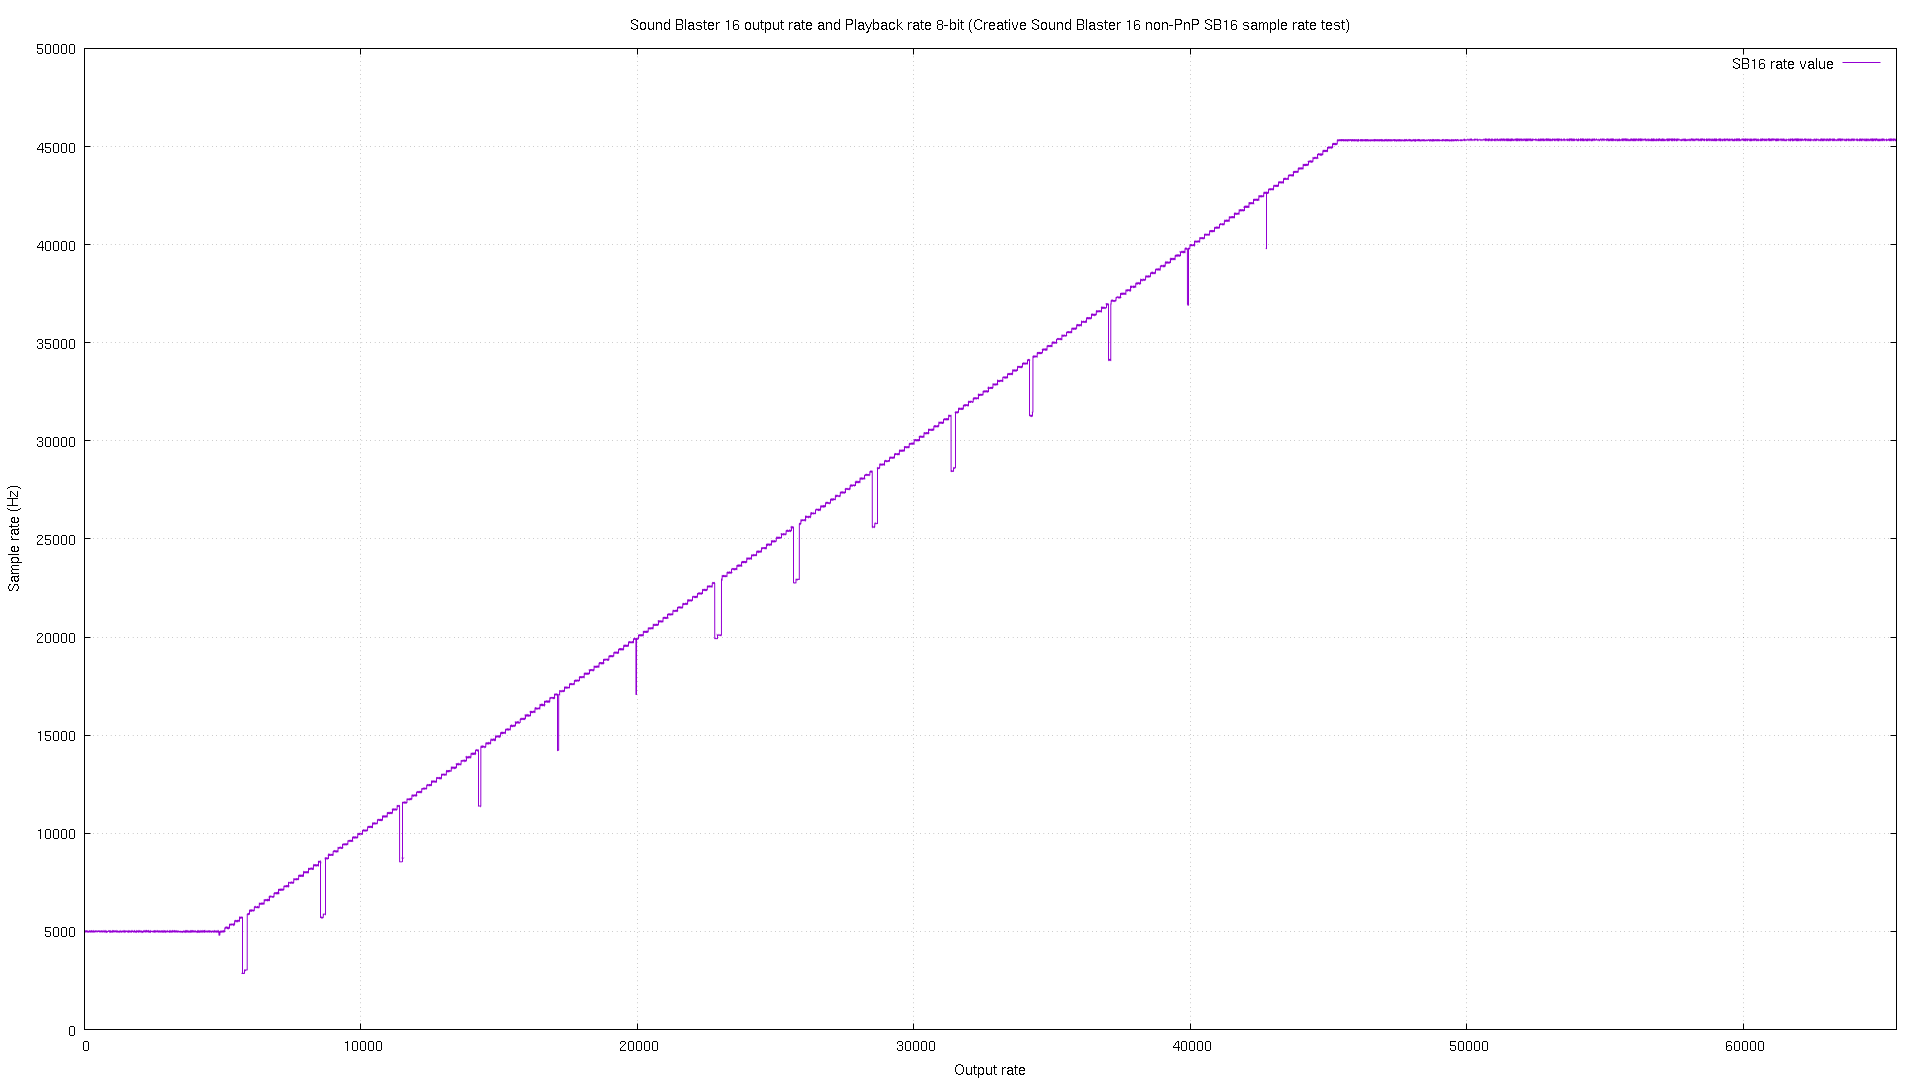 Sound Blaster 16 output rate and Playback rate 8-bit (Creative Sound Blaster 16 non-PnP SB16 sample rate test)
SB16 rate value
50000
45000
40000
35000
30000
25000
20000
15000
10000
5000
0
Sample rate (Hz)
0 10000 20000 30000 40000 50000 60000
Output rate